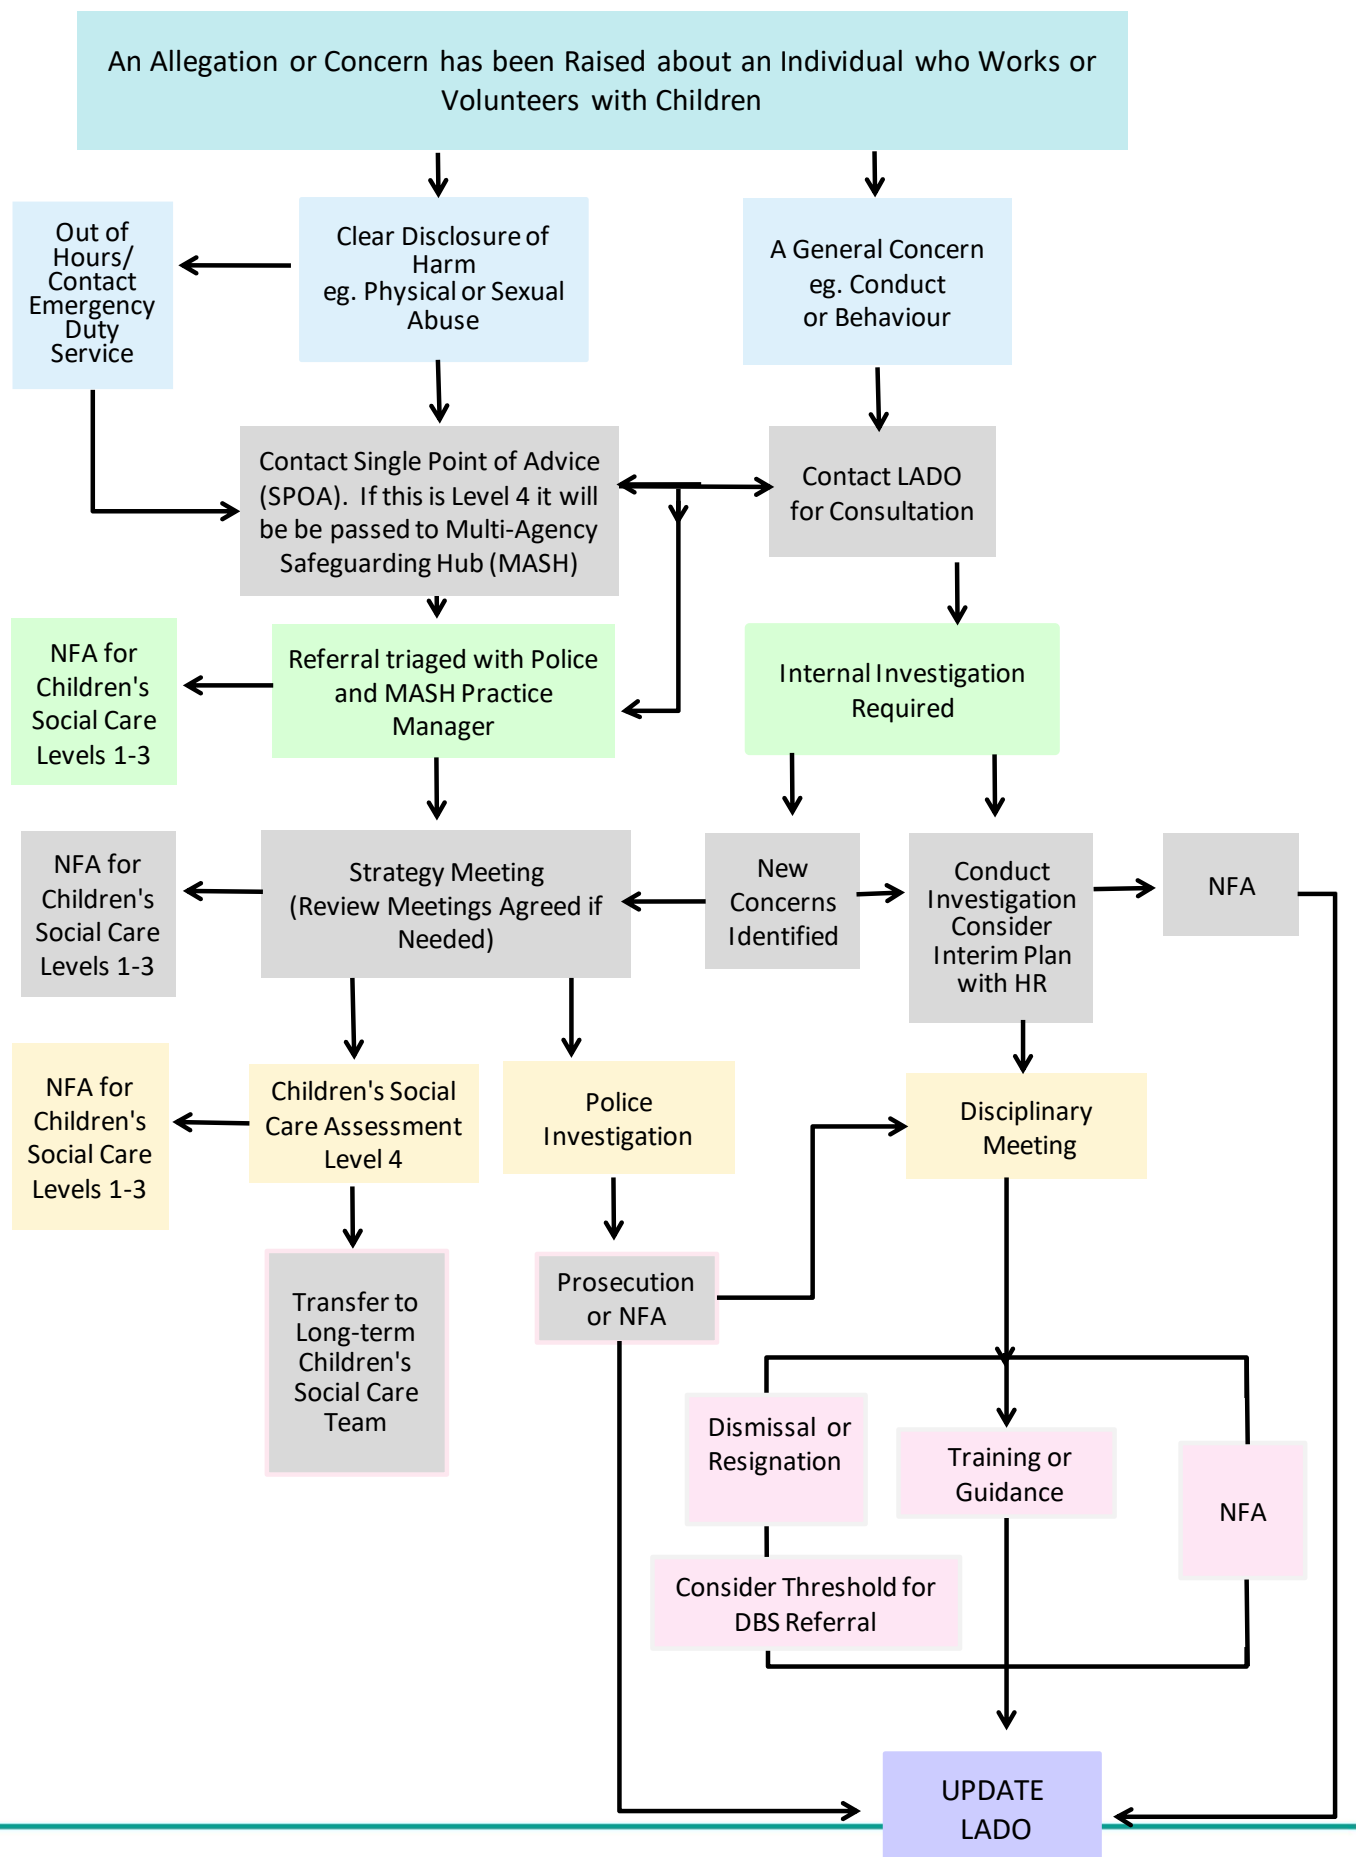 An Allegation or Concern has been Raised about an Individual who Works or
Volunteers with Children
Out of
Hours/
Contact
Emergency
Duty
Service
Clear Disclosure of
Harm
eg. Physical or Sexual
Abuse
A General Concern
eg. Conduct
or Behaviour
Contact Single Point of Advice
(SPOA). If this is Level 4 it will
be be passed to Multi-Agency
Safeguarding Hub (MASH)
Contact LADO
for Consultation
NFA for
Children's
Social Care
Levels 1-3
Referral triaged with Police
and MASH Practice
Manager
Internal Investigation
Required
NFA for
Children's
Social Care
Levels 1-3
Strategy Meeting
(Review Meetings Agreed if
Needed)
New
Concerns
Identified
Conduct
Investigation
Consider
Interim Plan
with HR
NFA
NFA for
Children's
Social Care
Levels 1-3
Children's Social
Care Assessment
Level 4
Police
Investigation
Disciplinary
Meeting
Transfer to
Long-term
Children's
Social Care
Team
Prosecution
or NFA
Dismissal or
Resignation
Training or
Guidance
NFA
Consider Threshold for
DBS Referral
UPDATE
LADO